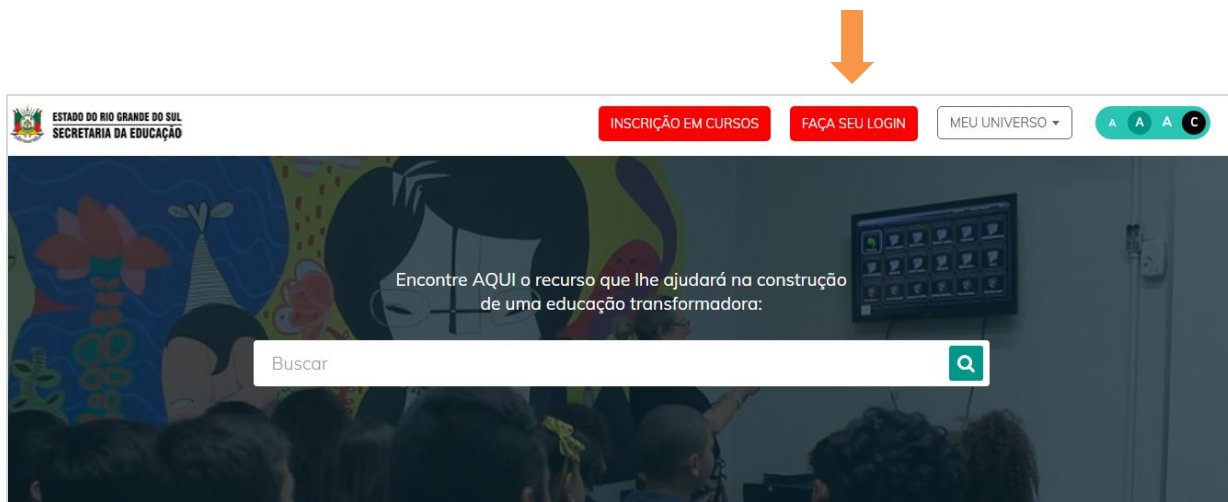 ESTADO DO RIO GRANDE DO SUL
SECRETARIA DA EDUCAÇÃO
INSCRIÇÃO EM CURSOS
FAÇA SEU LOGIN
MEU UNIVERSO
A A A C
Encontre AQUI o recurso que lhe ajudará na construção
de uma educação transformadora:
Buscar